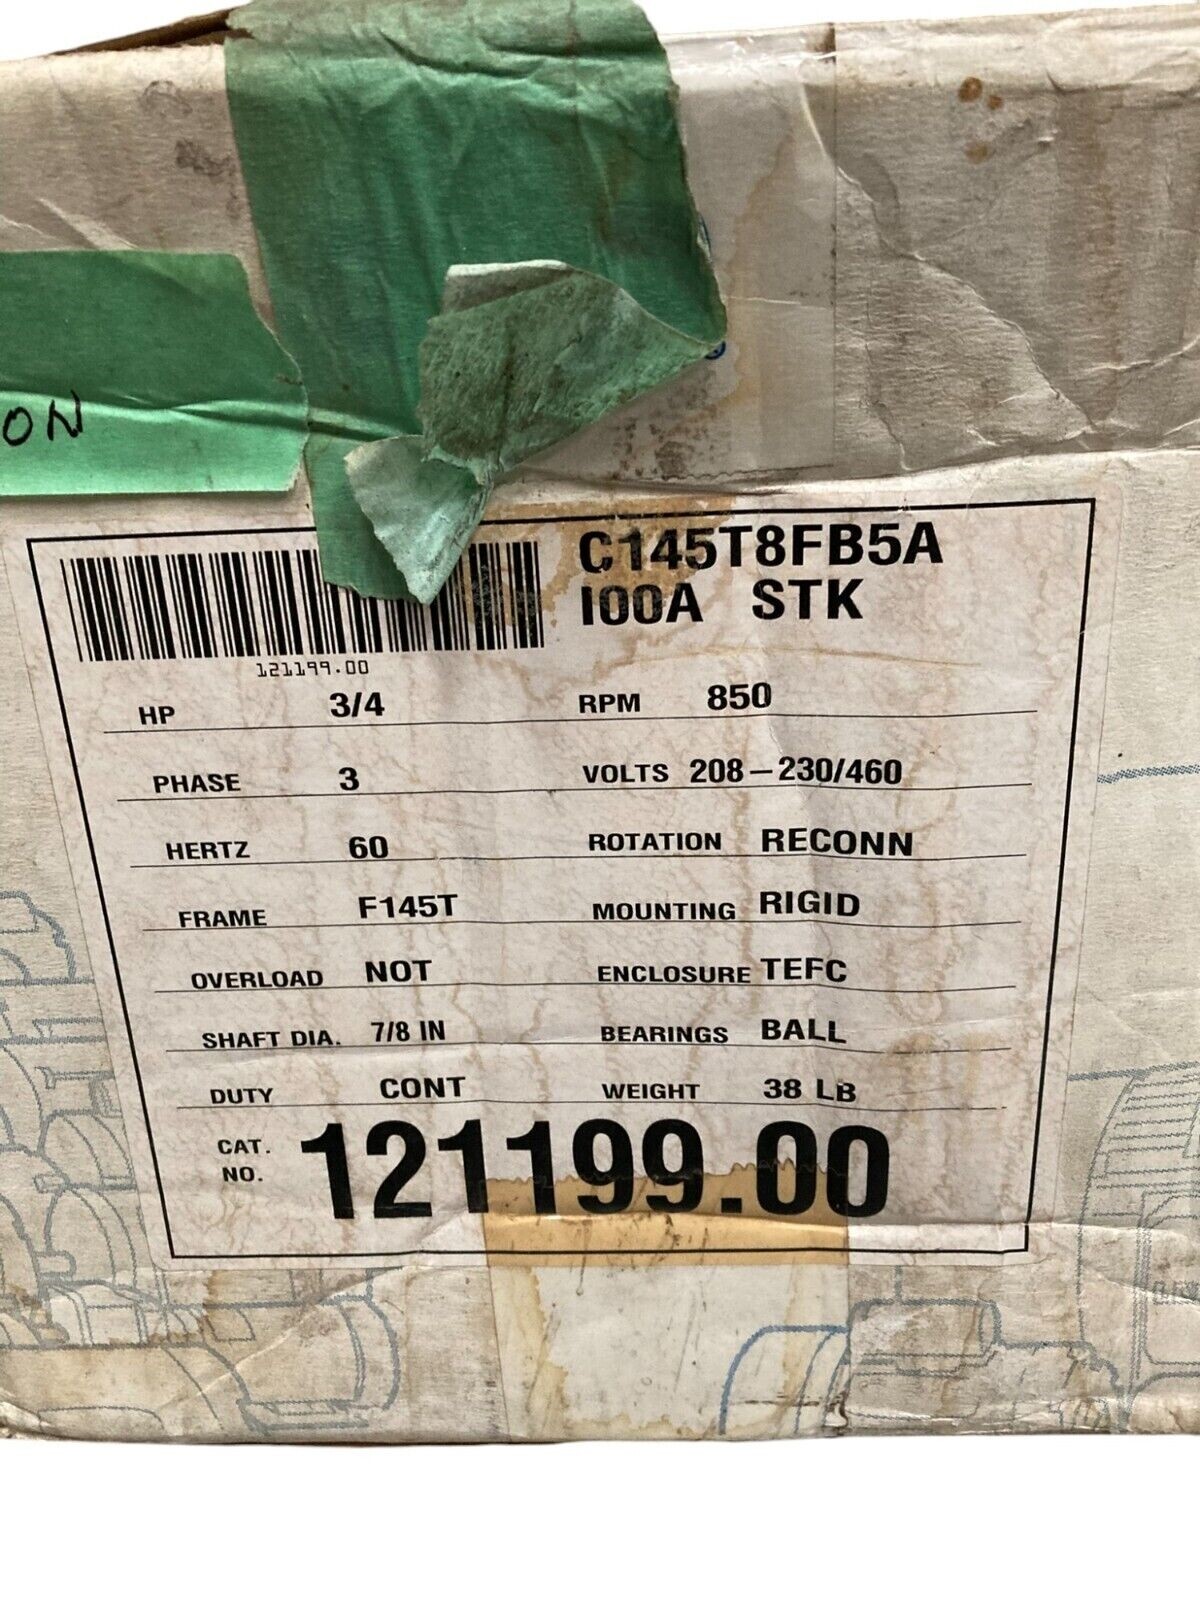 ON
C145T8FB5A
100A STK
121199.00
HP 3/4 RPM 850
PHASE 3 VOLTS 208-230/460
HERTZ 60 ROTATION RECONN
FRAME F145T MOUNTING RIGID
OVERLOAD NOT ENCLOSURE TEFC
SHAFT DIA. 7/8 IN BEARINGS BALL
DUTY CONT WEIGHT 38 LB
CAT. NO. 121199.00